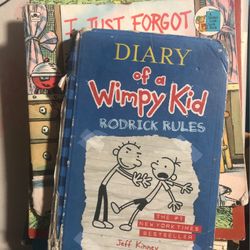 I JUST FORGOT
DIARY
of a
Wimpy Kid
RODRICK RULES
THE #1
NEW YORK TIMES
BESTSELLER
Jeff Kinney